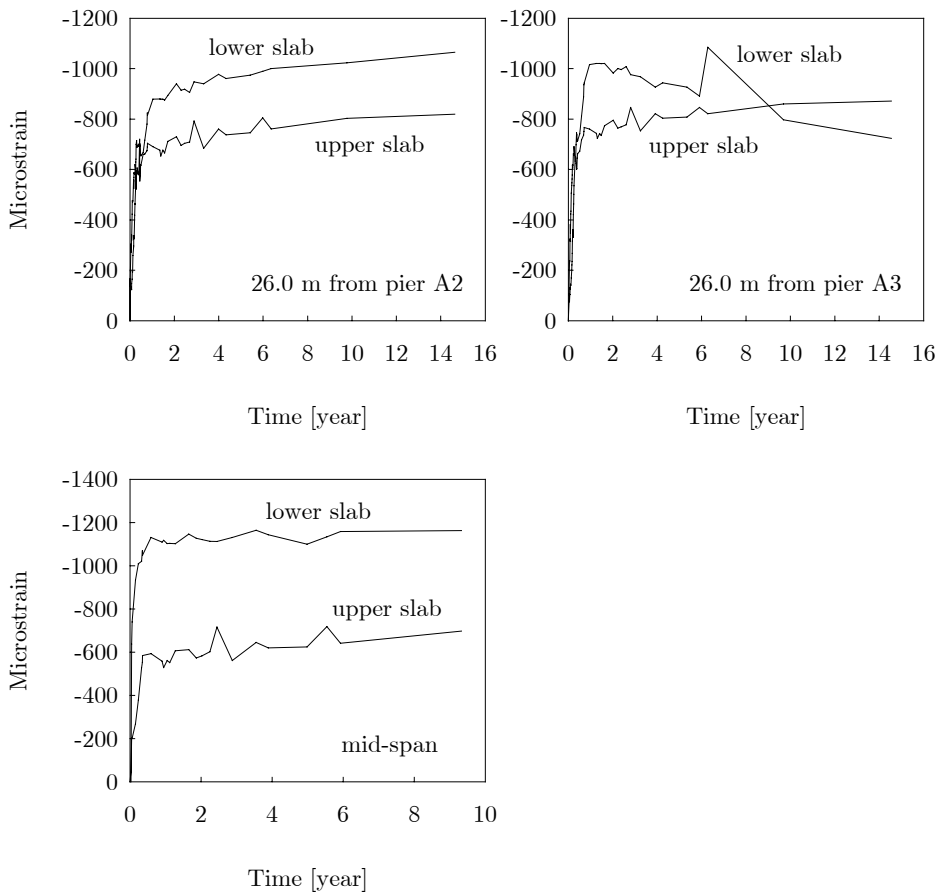 -1200
-1000
-800
-600
-400
-200
0
Microstrain
lower slab
upper slab
26.0 m from pier A2
0 2 4 6 8 10 12 14 16
Time [year]
-1200
-1000
-800
-600
-400
-200
0
lower slab
upper slab
26.0 m from pier A3
0 2 4 6 8 10 12 14 16
Time [year]
-1400
-1200
-1000
-800
-600
-400
-200
0
Microstrain
lower slab
upper slab
mid-span
0 2 4 6 8 10
Time [year]